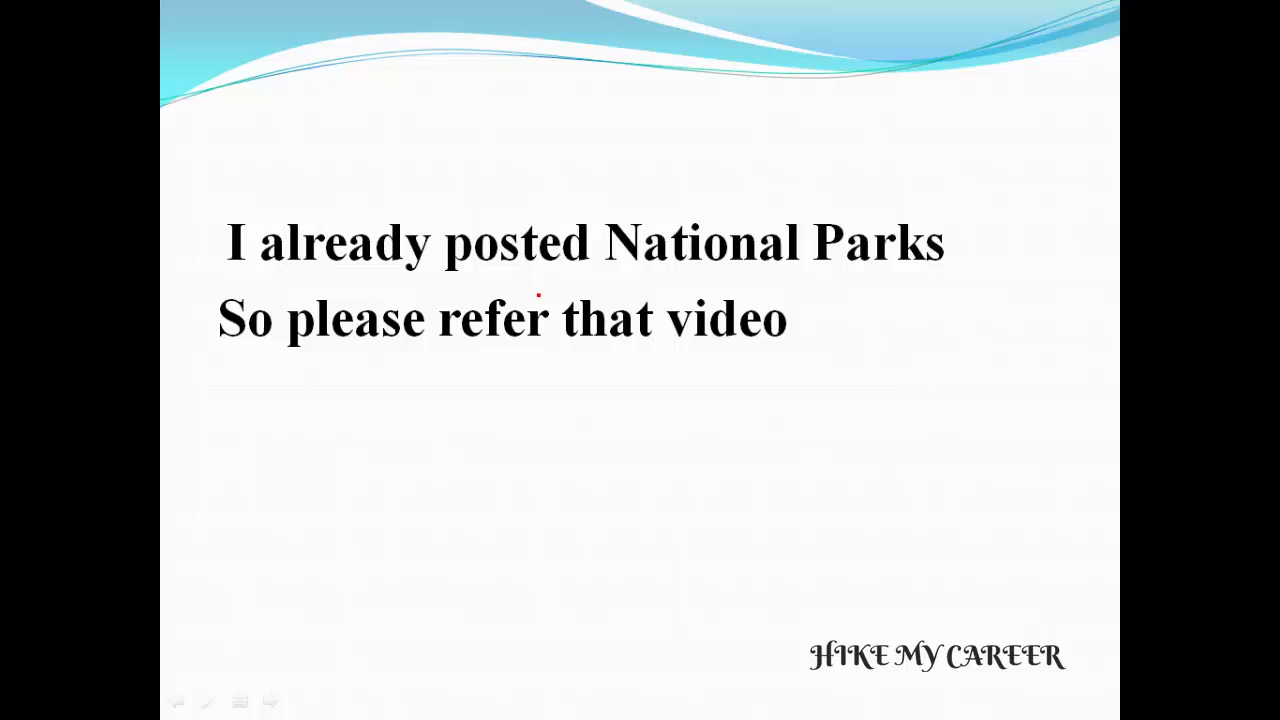 I already posted National Parks
So please refer that video
HIKE MY CAREER